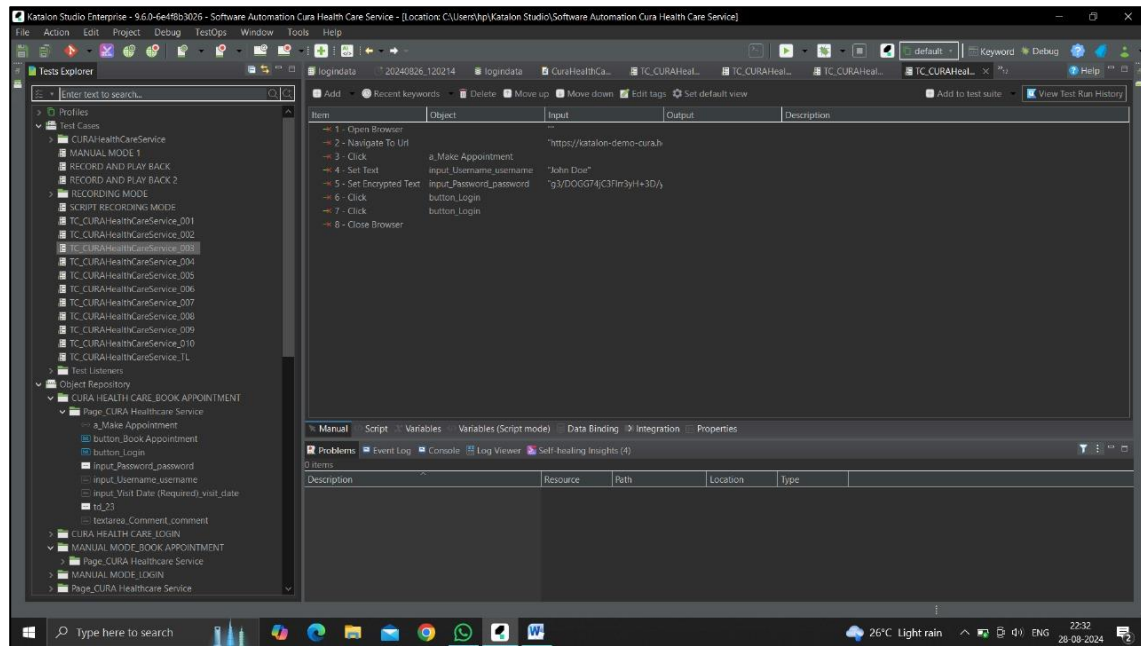 Katalon Studio Enterprise - 9.6.0-6e4f8b3026 - Software Automation Cura Health Care Service - [Location: C:\Users\hp\Katalon Studio\Software Automation Cura Health Care Service]
File Action Edit Project Debug TestOps Window Tools Help
default Keyword Debug
Tests Explorer
logindata 20240826_120214 logindata CuraHealthCa... TC_CURAHeal... TC_CURAHeal... TC_CURAHeal... TC_CURAHeal... Help
Enter text to search...
Add Recent keywords Delete Move up Move down Edit tags Set default view Add to test suite View Test Run History
Profiles
Test Cases
CURAHealthCareService
MANUAL MODE 1
RECORD AND PLAY BACK
RECORD AND PLAY BACK 2
RECORDING MODE
SCRIPT RECORDING MODE
TC_CURAHealthCareService_001
TC_CURAHealthCareService_002
TC_CURAHealthCareService_003
TC_CURAHealthCareService_004
TC_CURAHealthCareService_005
TC_CURAHealthCareService_006
TC_CURAHealthCareService_007
TC_CURAHealthCareService_008
TC_CURAHealthCareService_009
TC_CURAHealthCareService_010
TC_CURAHealthCareService_TL
Test Listeners
Object Repository
CURA HEALTH CARE_BOOK APPOINTMENT
Page_CURA Healthcare Service
a_Make Appointment
button_Book Appointment
button_Login
input_Password_password
input_Username_username
input_Visit Date (Required)_visit_date
td_23
textarea_Comment_comment
CURA HEALTH CARE_LOGIN
MANUAL MODE_BOOK APPOINTMENT
Page_CURA Healthcare Service
MANUAL MODE_LOGIN
Page_CURA Healthcare Service
Item Object Input Output Description
1 - Open Browser ""
2 - Navigate To Url "https://katalon-demo-cura.h
3 - Click a_Make Appointment
4 - Set Text input_Username_username "John Doe"
5 - Set Encrypted Text input_Password_password
6 - Click button_Login
7 - Click button_Login
8 - Close Browser
Manual Script Variables Variables (Script mode) Data Binding Integration Properties
Problems Event Log Console Log Viewer Self-healing Insights (4)
0 items
Description Resource Path Location Type
Type here to search
26°C Light rain ENG
22:32
28-08-2024
2